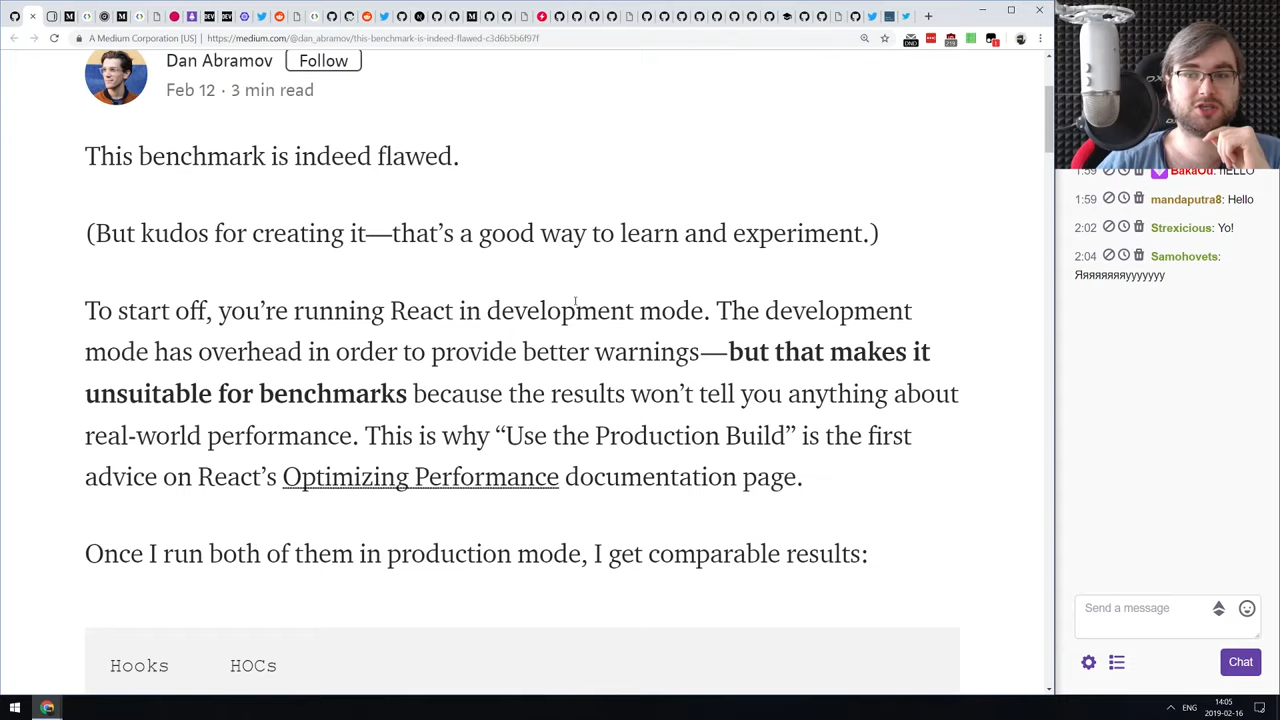 A Medium Corporation [US] | https://medium.com/@dan_abramov/this-benchmark-is-indeed-flawed-c3d6b5b6f97f
Dan Abramov
Follow
Feb 12 · 3 min read
This benchmark is indeed flawed.
(But kudos for creating it—that’s a good way to learn and experiment.)
To start off, you’re running React in development mode. The development
mode has overhead in order to provide better warnings—but that makes it
unsuitable for benchmarks because the results won’t tell you anything about
real-world performance. This is why “Use the Production Build” is the first
advice on React’s Optimizing Performance documentation page.
Once I run both of them in production mode, I get comparable results:
Hooks HOCs
1:59 BakaOu: hELLO
1:59 mandaputra8: Hello
2:02 Strexicious: Yo!
2:04 Samohovets:
Яяяяяяяяууууууу
Send a message
Chat
ENG
14:05
2019-02-16